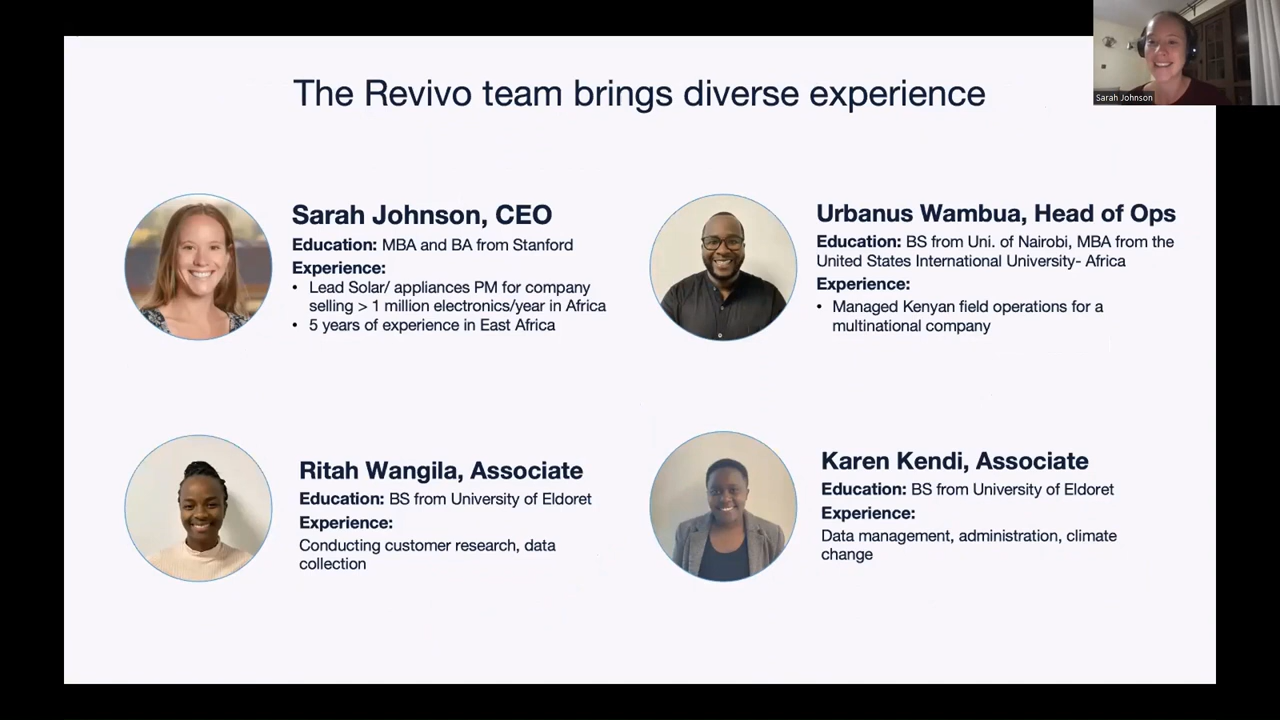 The Revivo team brings diverse experience
Sarah Johnson
Sarah Johnson, CEO
Education: MBA and BA from Stanford
Experience:
• Lead Solar/ appliances PM for company
selling > 1 million electronics/year in Africa
• 5 years of experience in East Africa
Urbanus Wambua, Head of Ops
Education: BS from Uni. of Nairobi, MBA from the
United States International University- Africa
Experience:
• Managed Kenyan field operations for a
multinational company
Ritah Wangila, Associate
Education: BS from University of Eldoret
Experience:
Conducting customer research, data
collection
Karen Kendi, Associate
Education: BS from University of Eldoret
Experience:
Data management, administration, climate
change